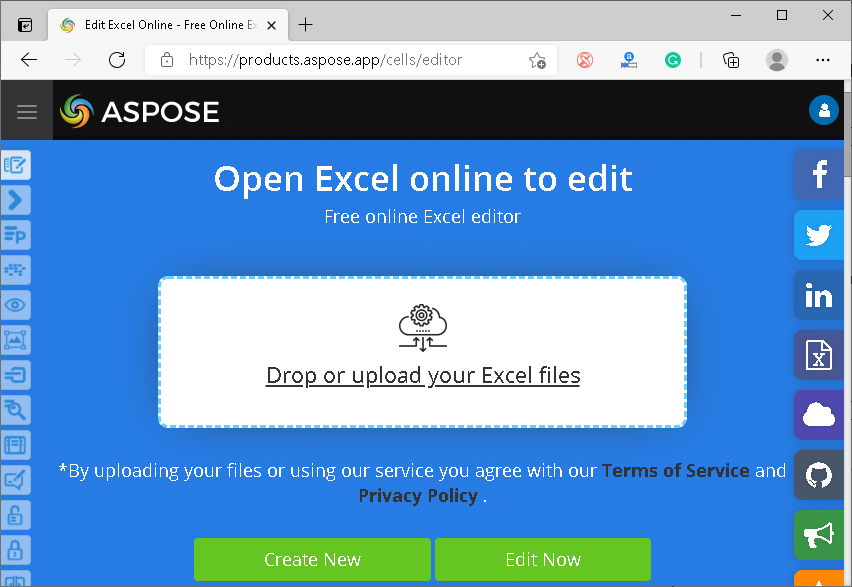 Edit Excel Online - Free Online Ex
https://products.aspose.app/cells/editor
ASPOSE
Open Excel online to edit
Free online Excel editor
Drop or upload your Excel files
*By uploading your files or using our service you agree with our Terms of Service and
Privacy Policy .
Create New
Edit Now